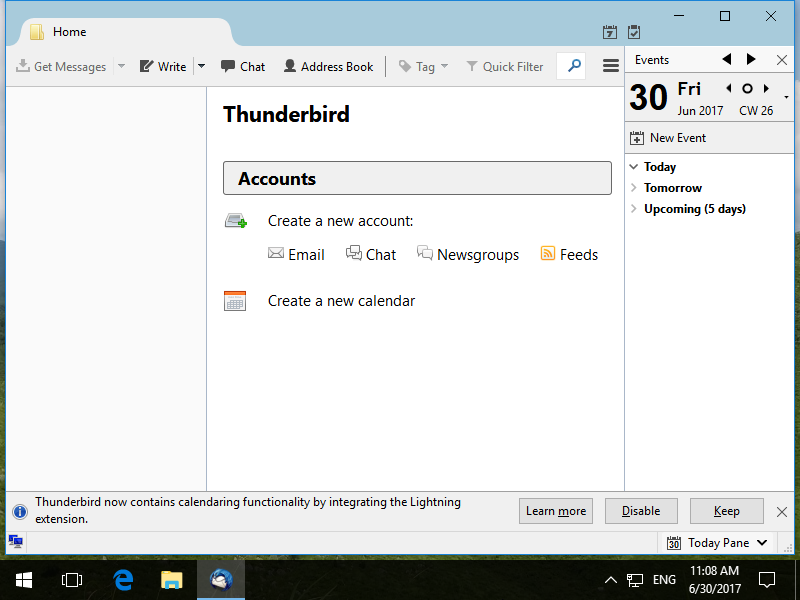 Home
Get Messages
Write
Chat
Address Book
Tag
Quick Filter
Events
30
Fri
Jun 2017
CW 26
New Event
Today
Tomorrow
Upcoming (5 days)
Thunderbird
Accounts
Create a new account:
Email
Chat
Newsgroups
Feeds
Create a new calendar
Thunderbird now contains calendaring functionality by integrating the Lightning
extension.
Learn more
Disable
Keep
30
Today Pane
ENG
11:08 AM
6/30/2017